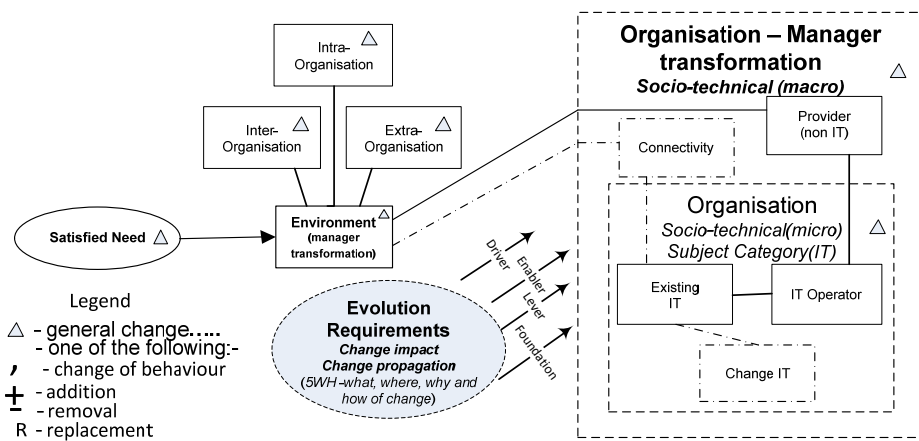 Intra-
Organisation
Inter-
Organisation
Extra-
Organisation
Environment
(manager
transformation)
Satisfied Need
Legend
- general change.....
- one of the following:-
, - change of behaviour
+ - addition
- - removal
R - replacement
Evolution
Requirements
Change impact
Change propagation
(5WH-what, where, why and
how of change)
Driver
Enabler
Lever
Foundation
Organisation – Manager
transformation
Socio-technical (macro)
Provider
(non IT)
Connectivity
Organisation
Socio-technical(micro)
Subject Category(IT)
Existing
IT
IT Operator
Change IT